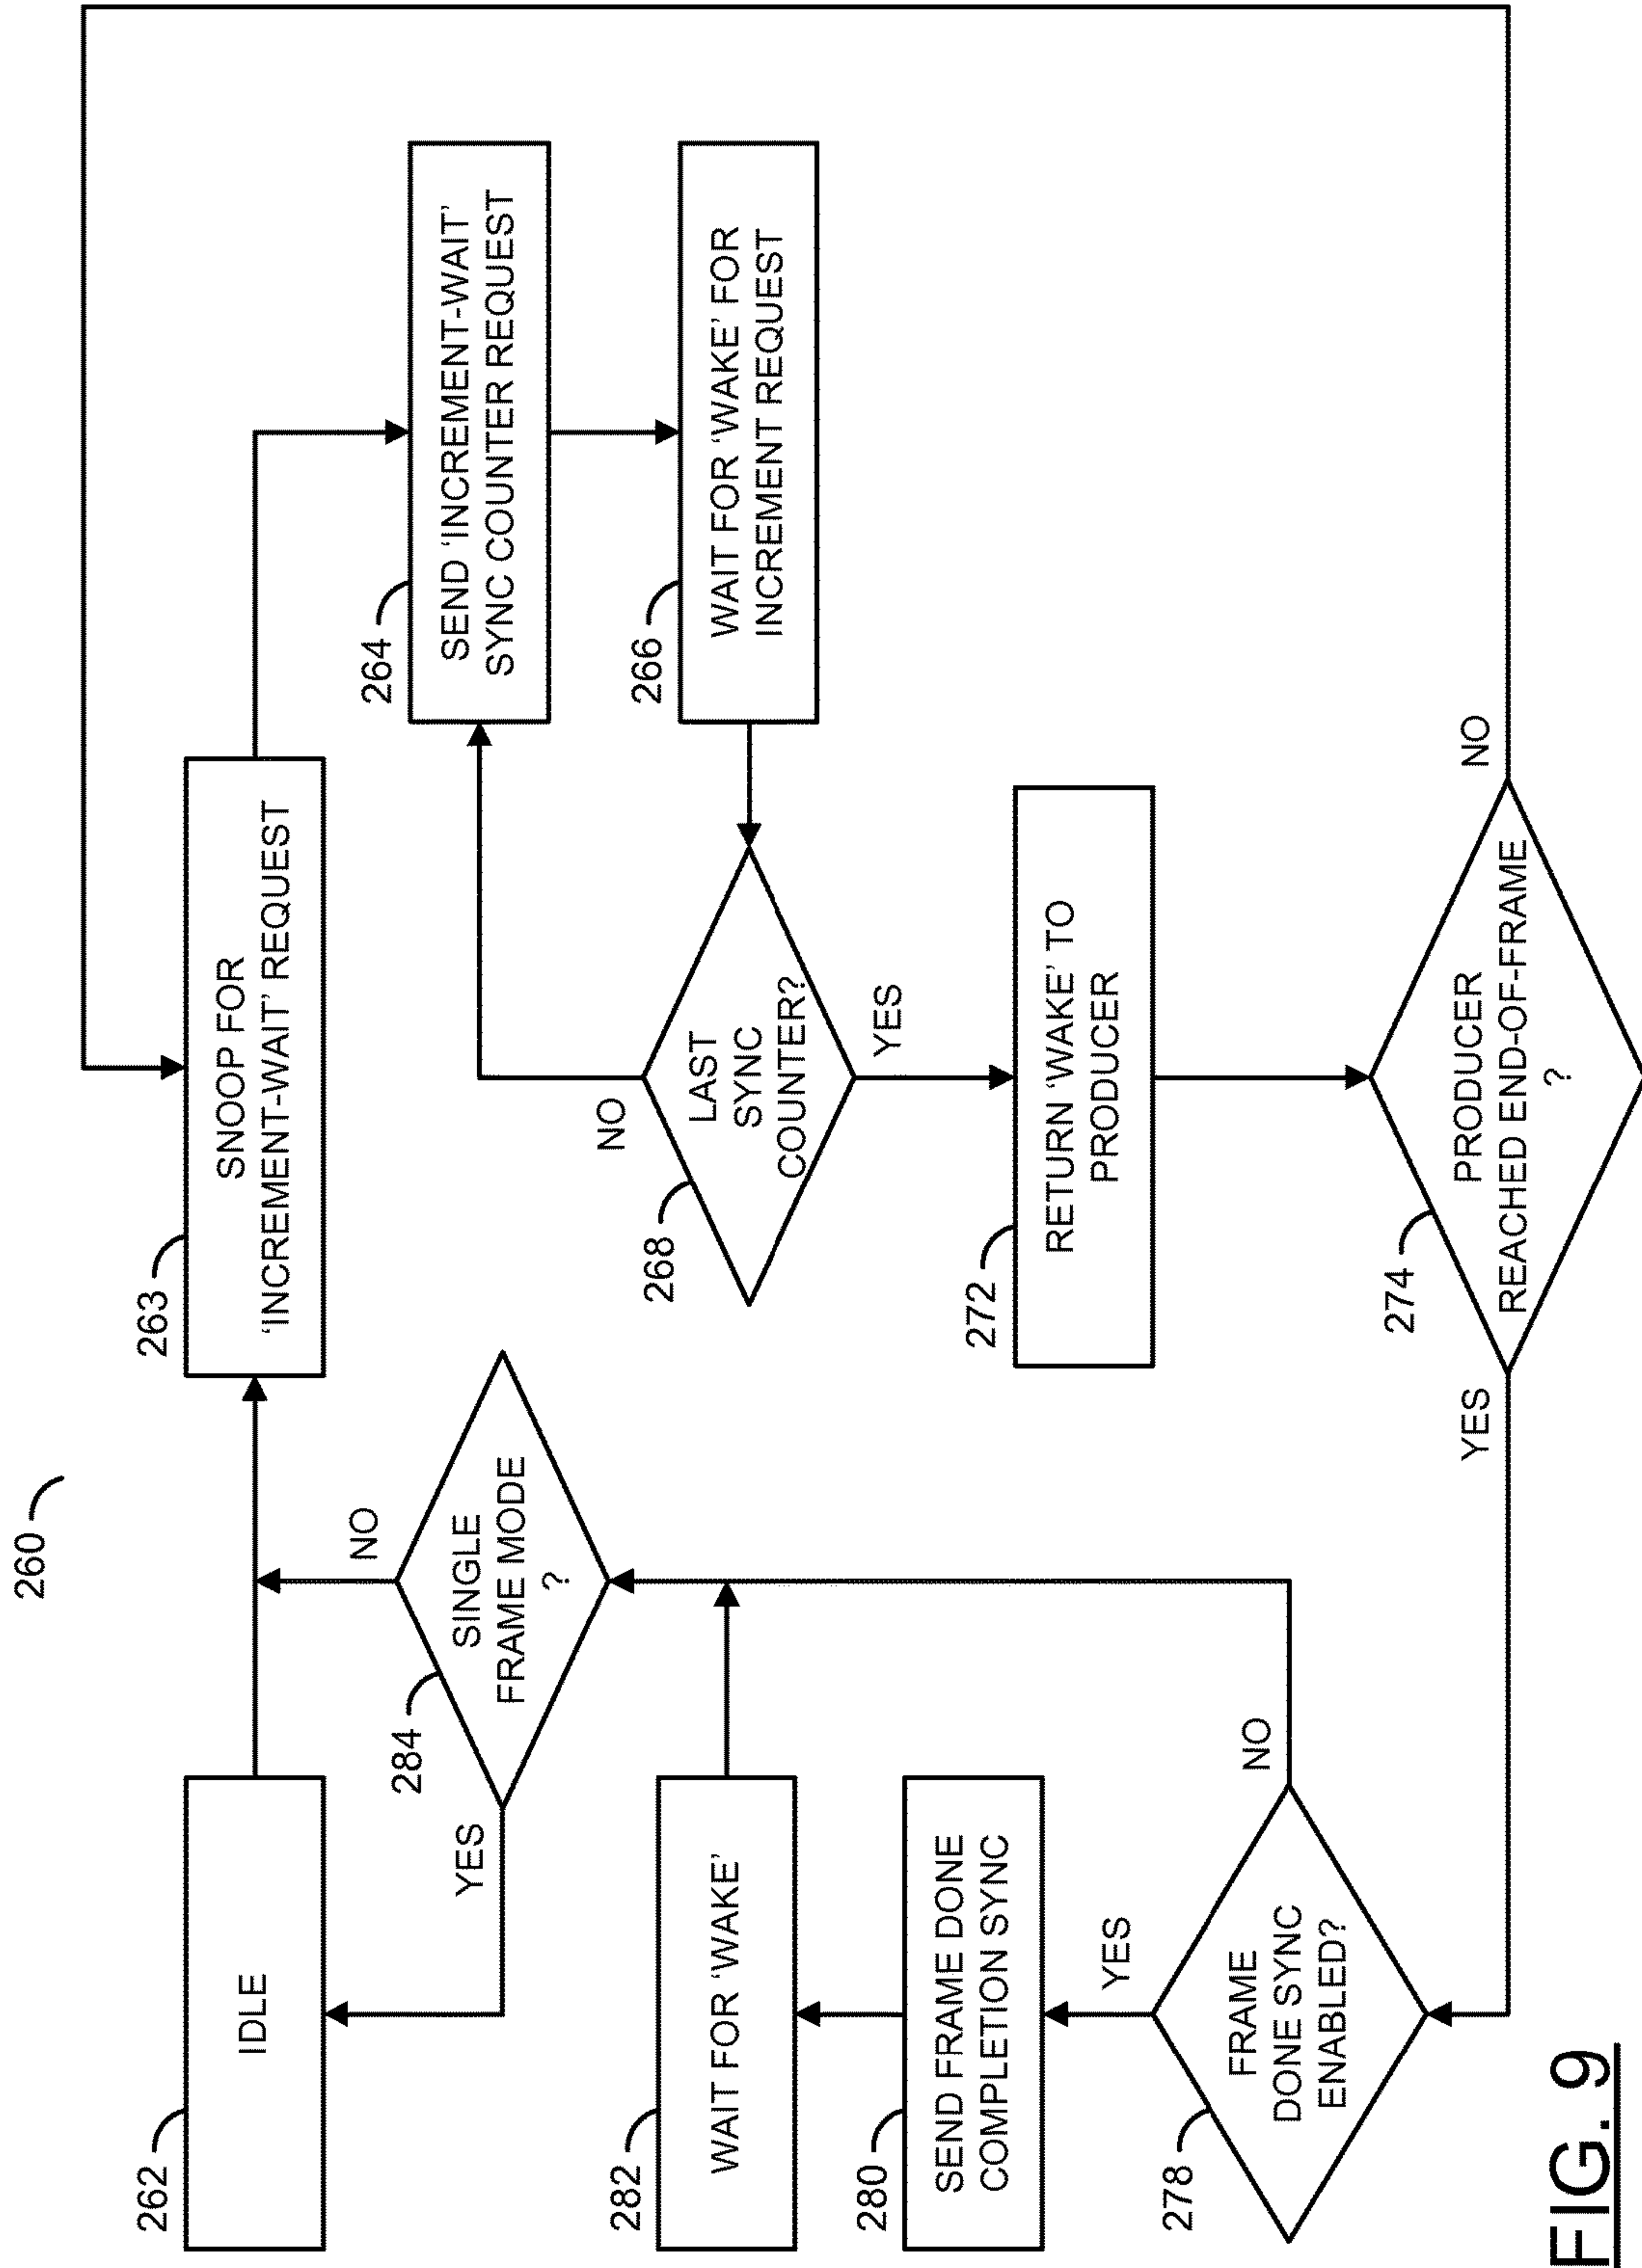 260
262
IDLE
263
SNOOP FOR
'INCREMENT-WAIT' REQUEST
284
SINGLE
FRAME MODE
?
YES
NO
264
SEND 'INCREMENT-WAIT'
SYNC COUNTER REQUEST
282
WAIT FOR 'WAKE'
266
WAIT FOR 'WAKE' FOR
INCREMENT REQUEST
280
SEND FRAME DONE
COMPLETION SYNC
268
LAST
SYNC
COUNTER?
NO
YES
278
FRAME
DONE SYNC
ENABLED?
YES
NO
272
RETURN 'WAKE' TO
PRODUCER
274
PRODUCER
REACHED END-OF-FRAME
?
YES
NO
FIG. 9